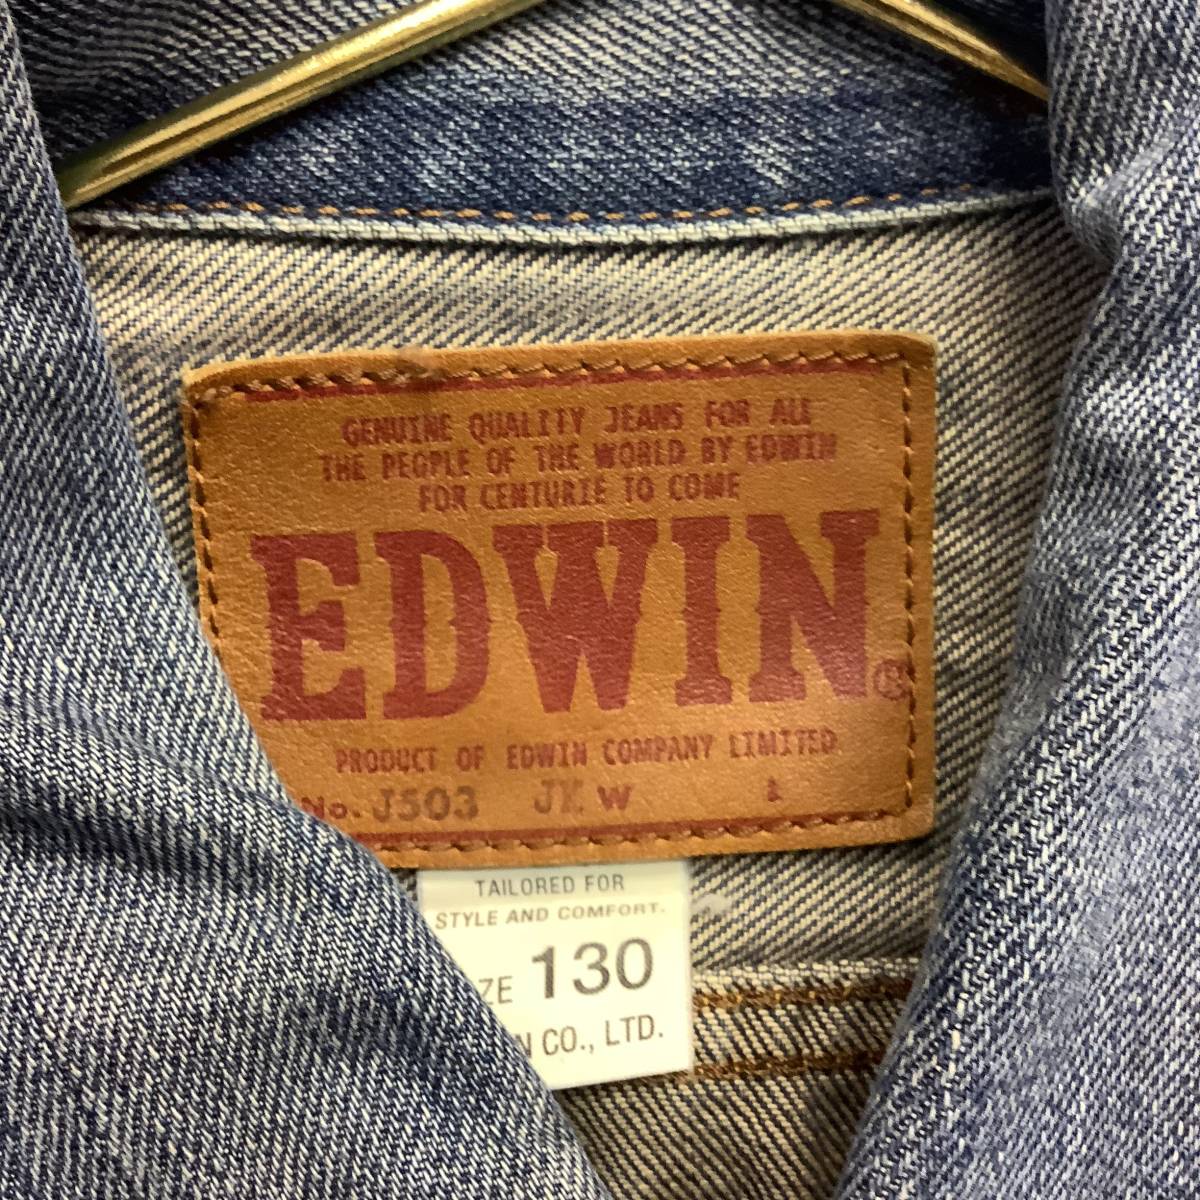 GENUINE QUALITY JEANS FOR ALL
THE PEOPLE OF THE WORLD BY EDWIN
FOR CENTURIE TO COME
EDWIN®
PRODUCT OF EDWIN COMPANY LIMITED
No. J503 W
TAILORED FOR
STYLE AND COMFORT.
ZE 130
N CO., LTD.